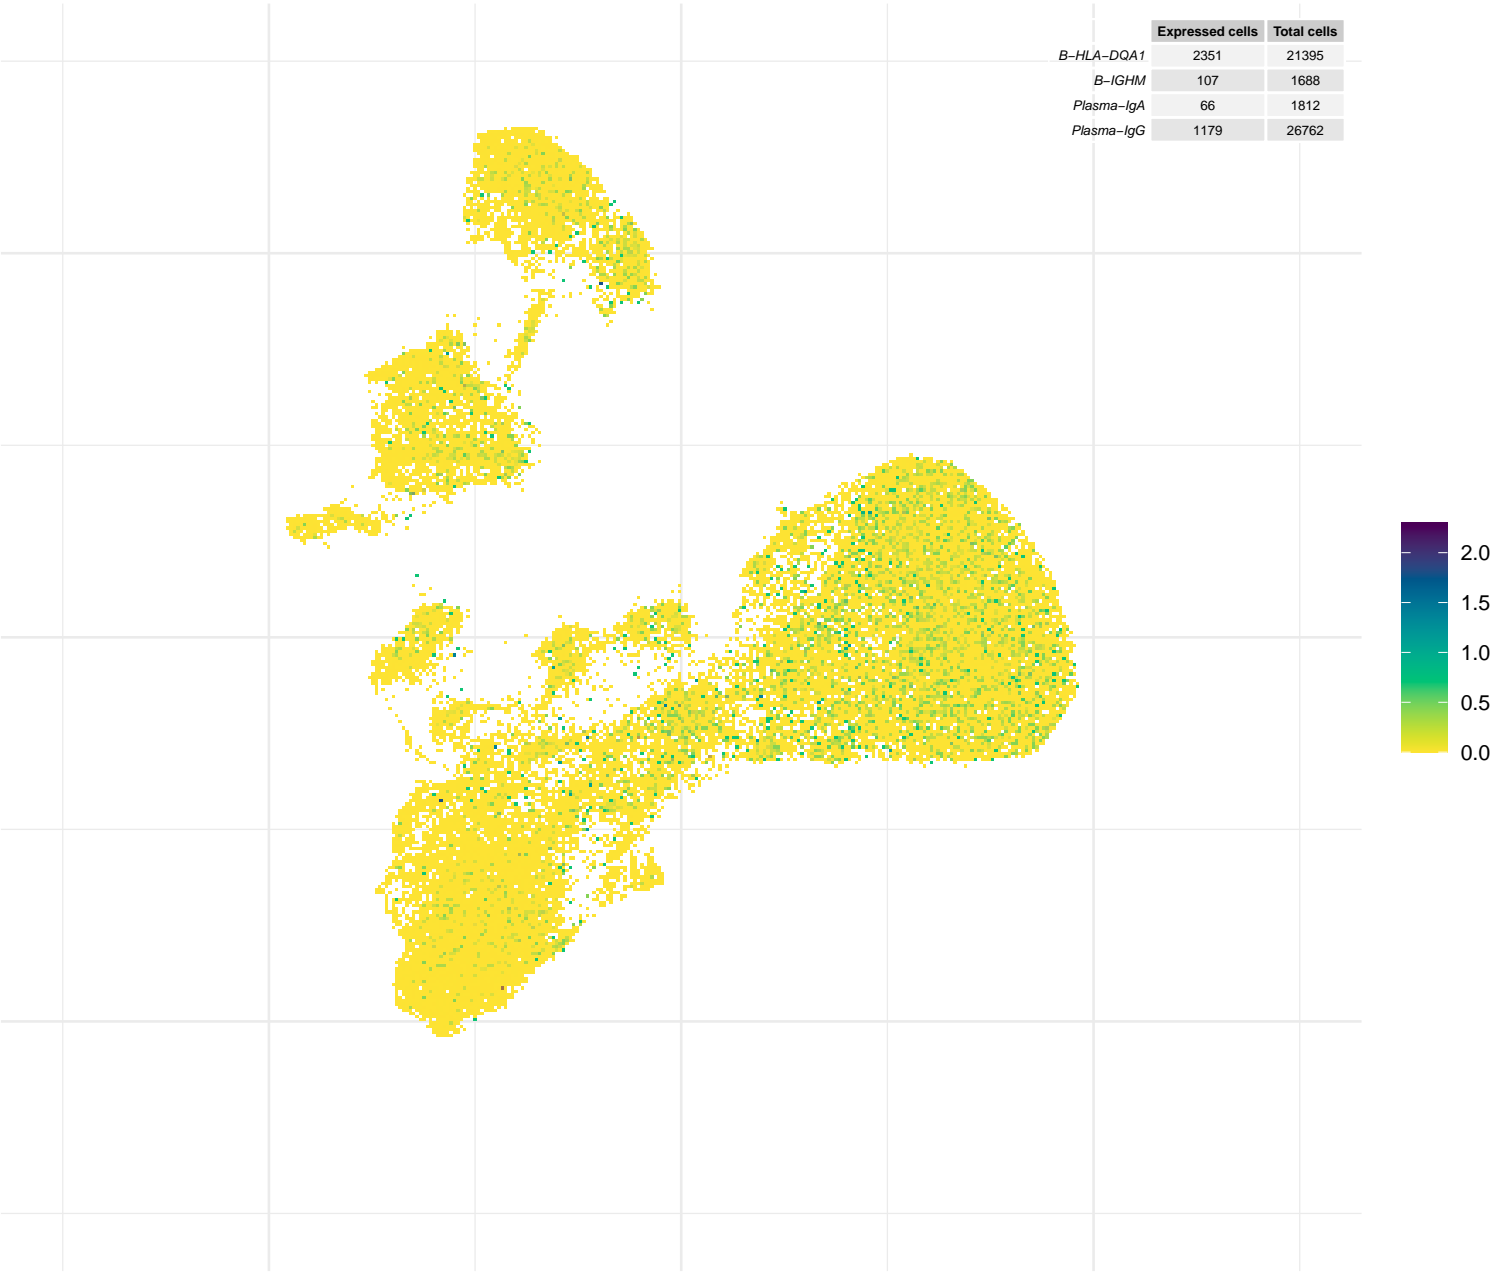 Expressed cells Total cells
B−HLA−DQA1 2351 21395
B−IGHM 107 1688
Plasma−IgA 66 1812
Plasma−IgG 1179 26762
2.0
1.5
1.0
0.5
0.0